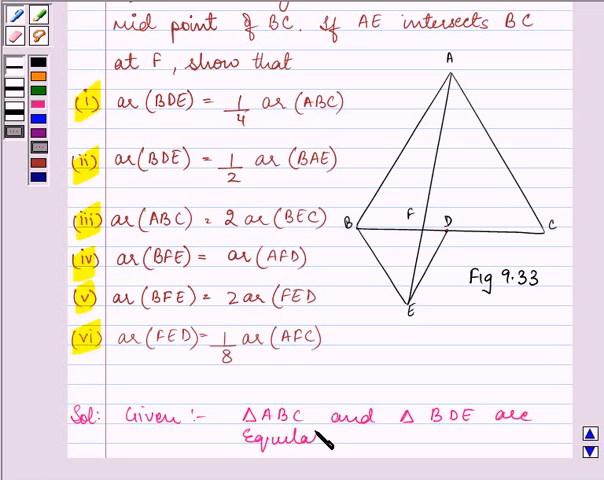 mid point of BC. If AE intersects BC
at F, show that
(i) ar(BDE) = 1/4 ar(ABC)
(ii) ar(BDE) = 1/2 ar(BAE)
(iii) ar(ABC) = 2 ar(BEC)
(iv) ar(BFE) = ar(AFD)
(v) ar(BFE) = 2 ar(FED
(vi) ar(FED) = 1/8 ar(AFC)
A
B
F
D
C
E
Fig 9.33
Sol: Given :- △ABC and △ BDE are
Equila